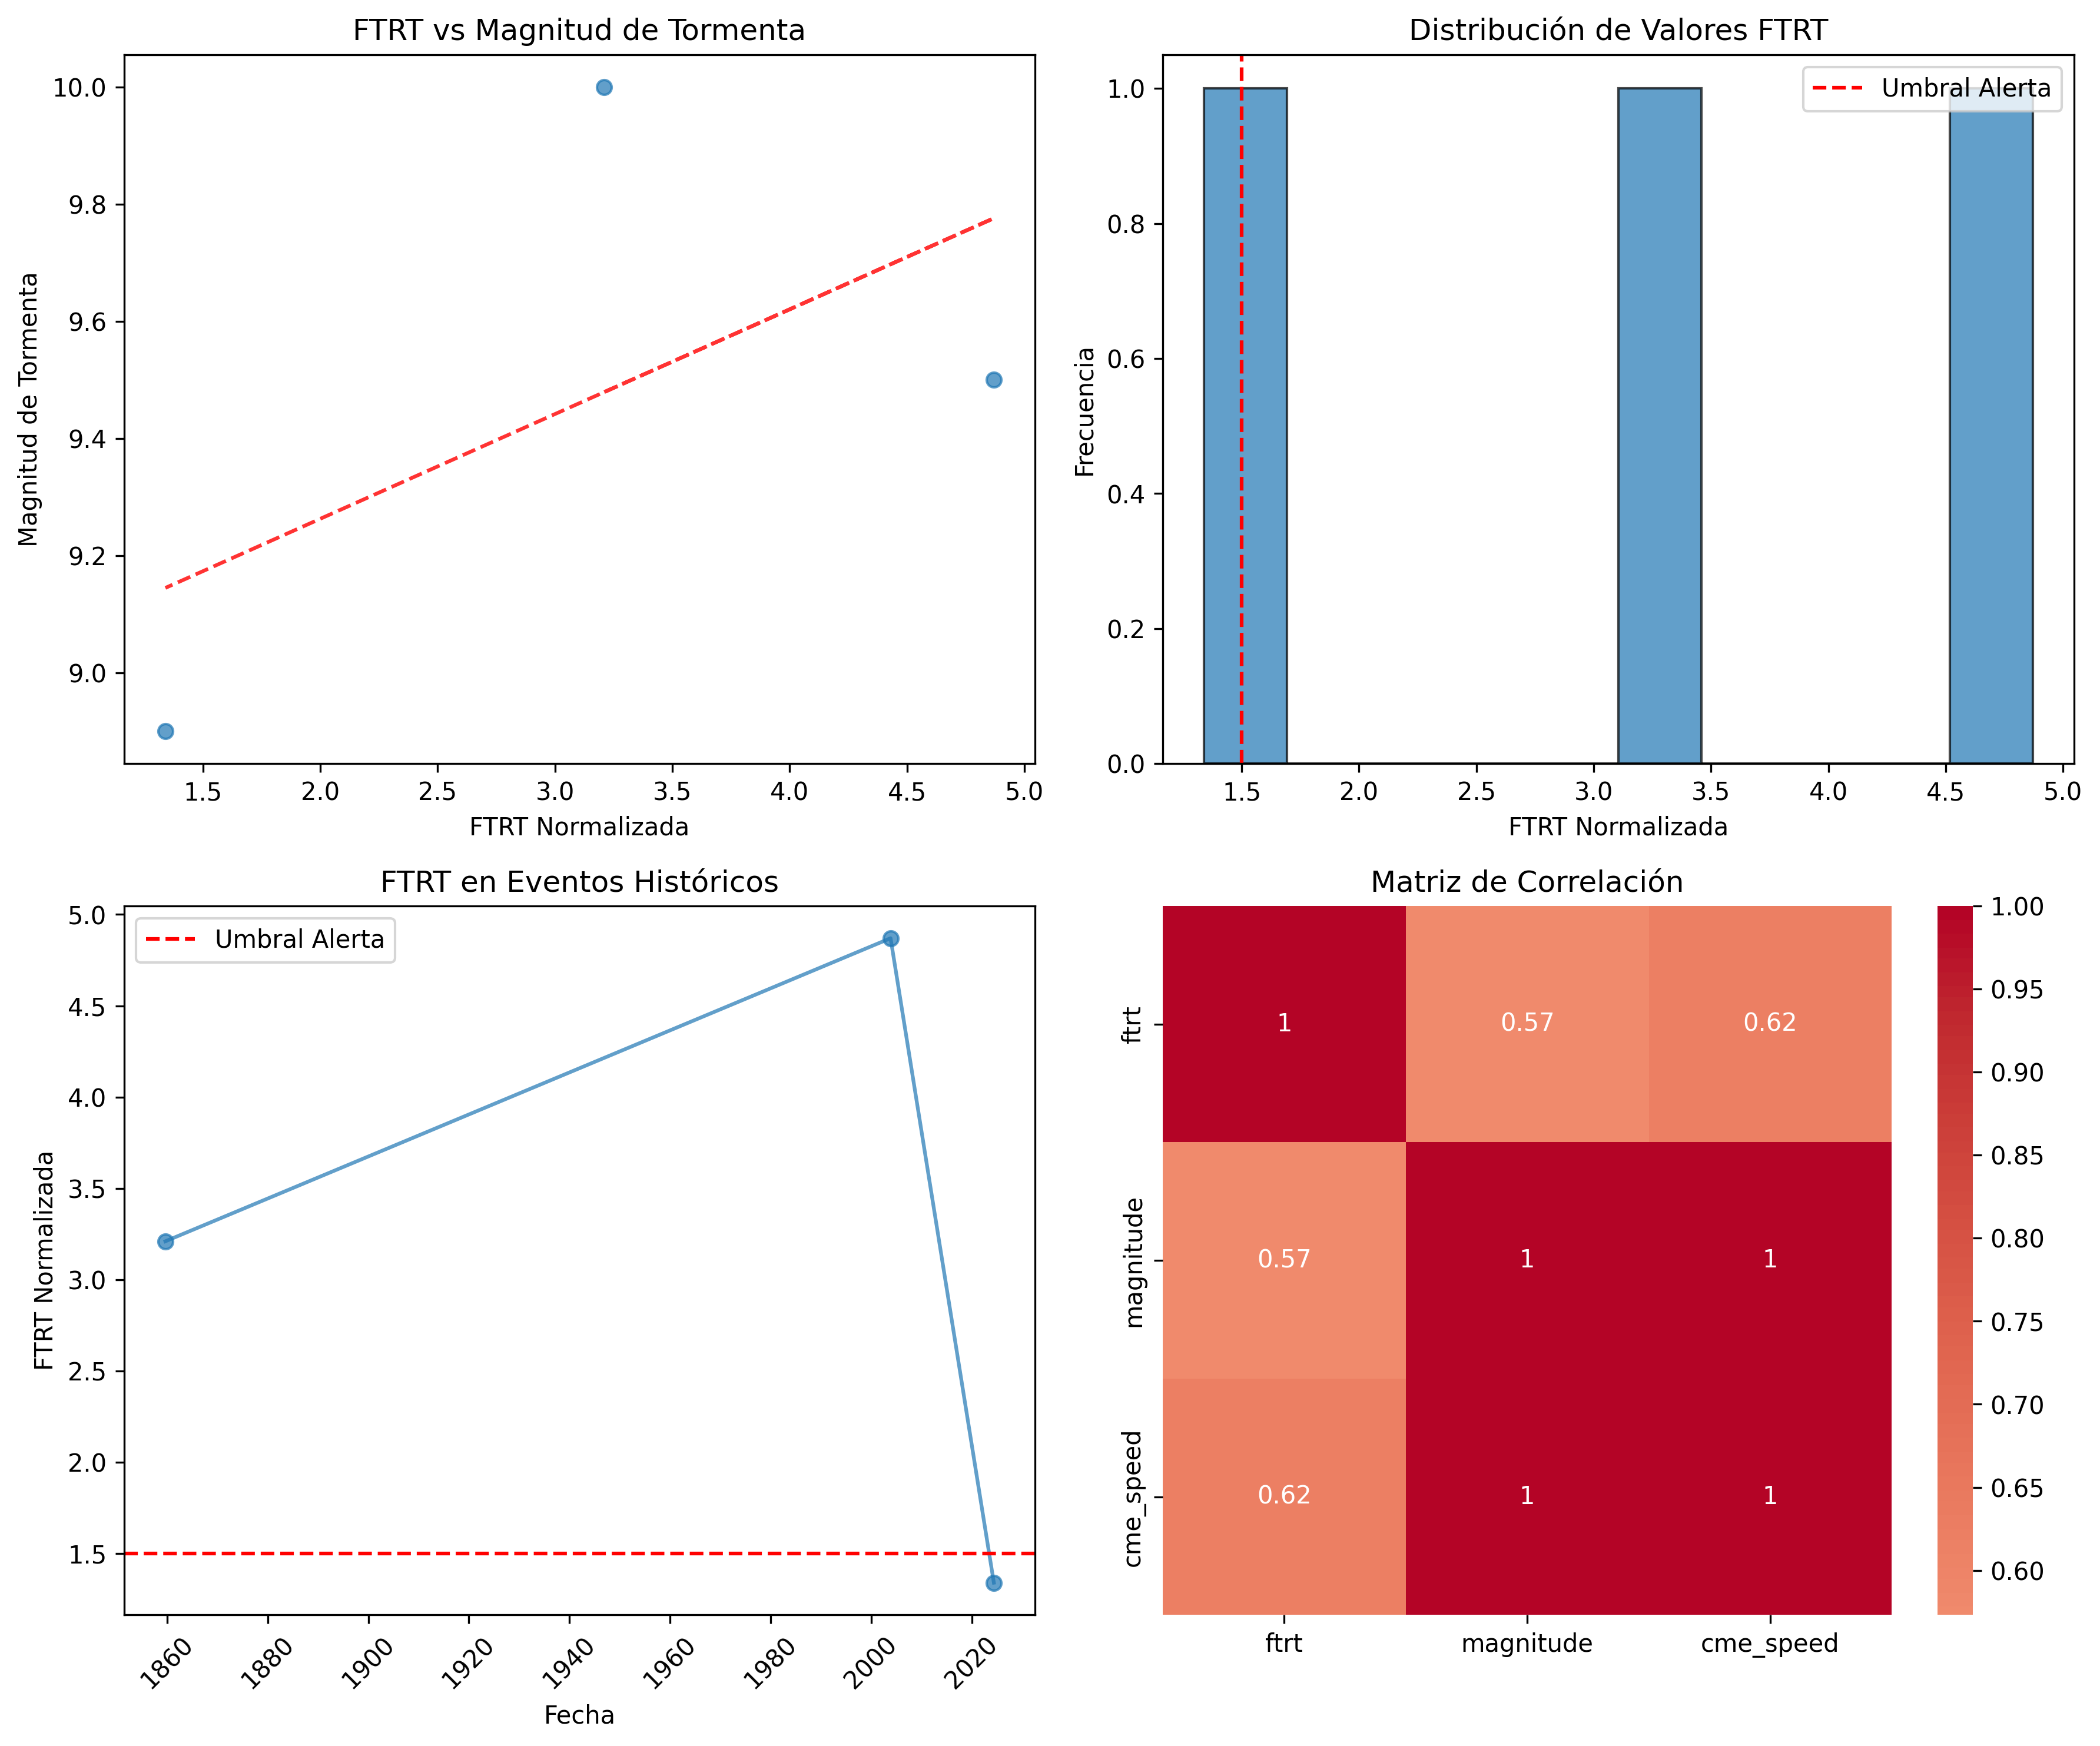 FTRT vs Magnitud de Tormenta
Magnitud de Tormenta
10.0
9.8
9.6
9.4
9.2
9.0
1.5 2.0 2.5 3.0 3.5 4.0 4.5 5.0
FTRT Normalizada
Distribución de Valores FTRT
Umbral Alerta
Frecuencia
1.0
0.8
0.6
0.4
0.2
0.0
1.5 2.0 2.5 3.0 3.5 4.0 4.5 5.0
FTRT Normalizada
FTRT en Eventos Históricos
Umbral Alerta
FTRT Normalizada
5.0
4.5
4.0
3.5
3.0
2.5
2.0
1.5
1860 1880 1900 1920 1940 1960 1980 2000 2020
Fecha
Matriz de Correlación
ftrt
magnitude
cme_speed
1 0.57 0.62
0.57 1 1
0.62 1 1
ftrt magnitude cme_speed
1.00
0.95
0.90
0.85
0.80
0.75
0.70
0.65
0.60